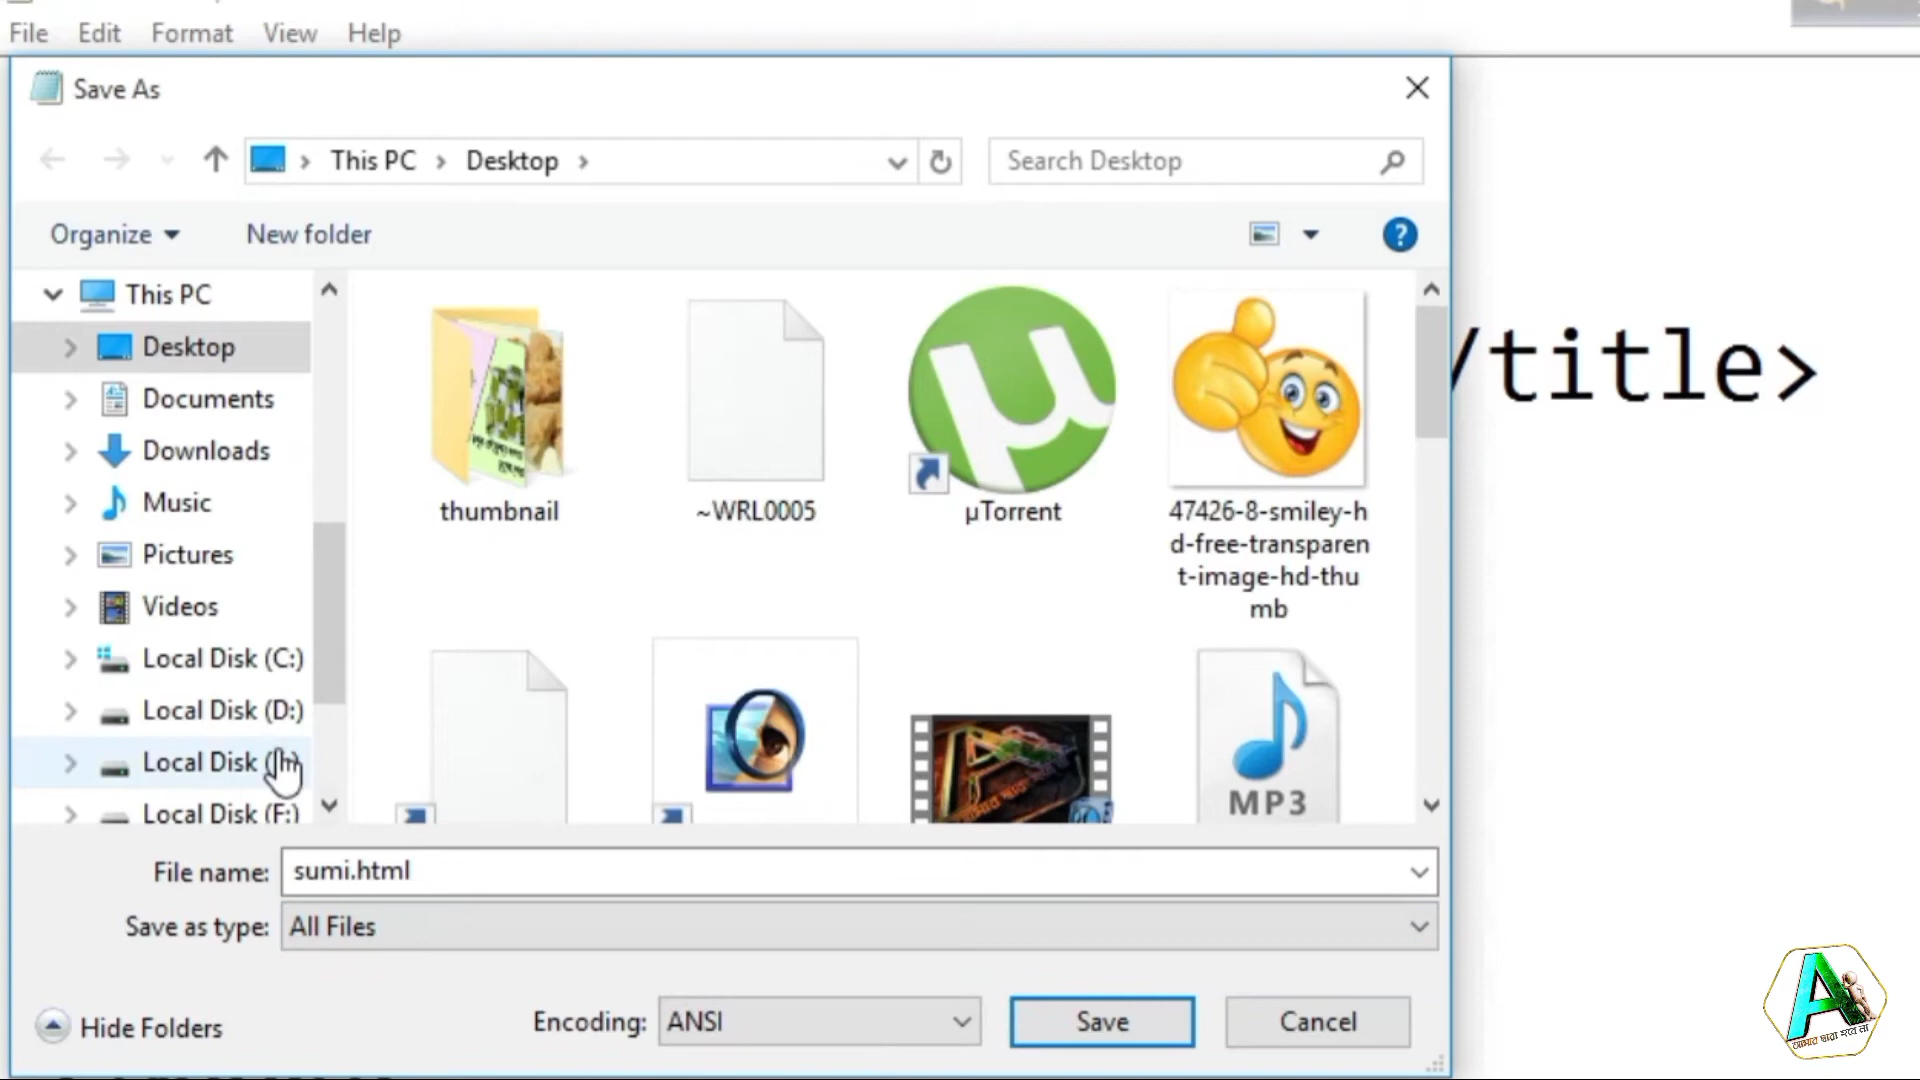 File Edit Format View Help
Save As
This PC Desktop
Search Desktop
Organize New folder
This PC
Desktop
Documents
Downloads
Music
Pictures
Videos
Local Disk (C:)
Local Disk (D:)
Local Disk
Local Disk (F:)
thumbnail
~WRL0005
µTorrent
47426-8-smiley-h
d-free-transparen
t-image-hd-thu
mb
MP3
/title>
File name: sumi.html
Save as type: All Files
Hide Folders
Encoding: ANSI
Save Cancel
A
আমার দ্বারা হবে না